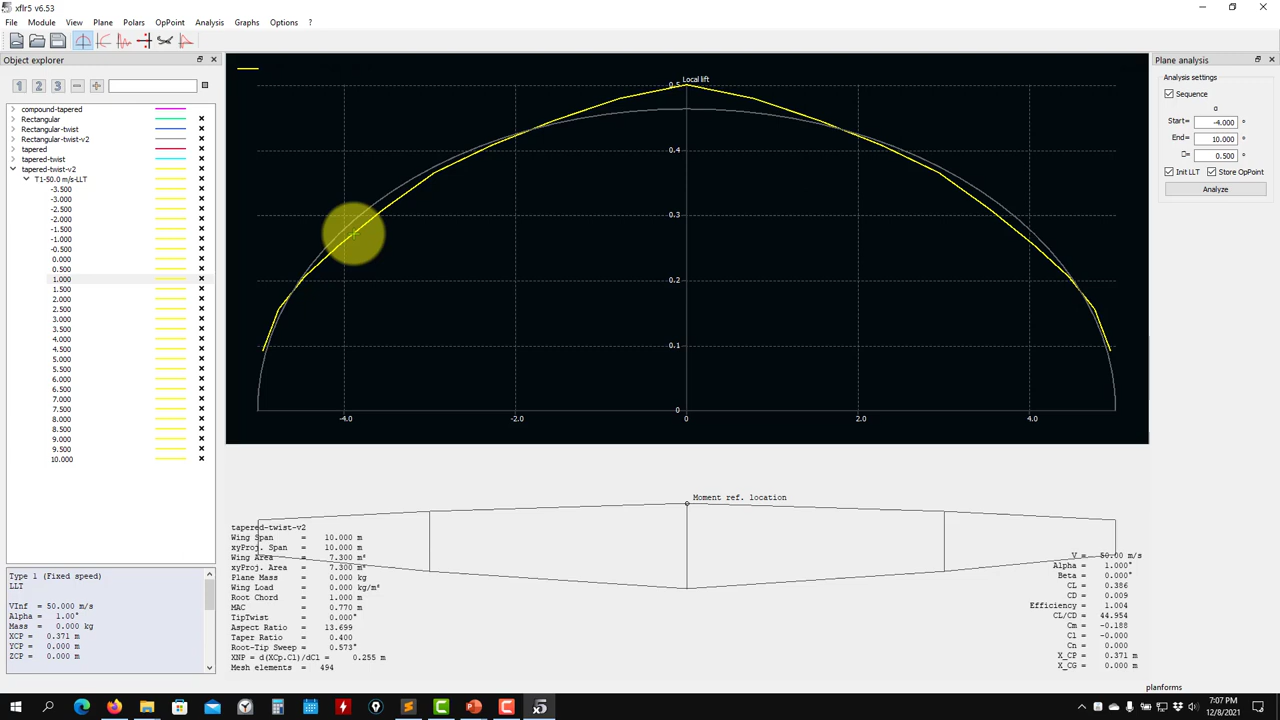 xflr5 v6.53
File Module View Plane Polars OpPoint Analysis Graphs Options ?
Object explorer
1 2 3
compound-tapered
Rectangular
Rectangular-twist
Rectangular-twist-v2
tapered
tapered-twist
tapered-twist-v2
T1-50.0 m/s-LLT
-3.500
-3.000
-2.500
-2.000
-1.500
-1.000
-0.500
0.000
0.500
1.000
1.500
2.000
2.500
3.000
3.500
4.000
4.500
5.000
5.500
6.000
6.500
7.000
7.500
8.000
8.500
9.000
9.500
10.000
Type 1 (Fixed speed)
LLT
VInf = 50.000 m/s
Alpha = 1.00°
Mass = 0.000 kg
XCP = 0.371 m
YCP = 0.000 m
ZCP = 0.000 m
Local lift
0.5
0.4
0.3
0.2
0.1
0
-4.0 -2.0 0 2.0 4.0
Moment ref. location
tapered-twist-v2
Wing Span = 10.000 m
xyProj. Span = 10.000 m
Wing Area = 7.300 m²
xyProj. Area = 7.300 m²
Plane Mass = 0.000 kg
Wing Load = 0.000 kg/m²
Root Chord = 1.000 m
MAC = 0.770 m
TipTwist = 0.000°
Aspect Ratio = 13.699
Taper Ratio = 0.400
Root-Tip Sweep = 0.573°
XNP = d(XCp.Cl)/dCl = 0.255 m
Mesh elements = 494
V = 50.00 m/s
Alpha = 1.000°
Beta = 0.000°
CL = 0.386
CD = 0.009
Efficiency = 1.004
CL/CD = 44.954
Cm = -0.188
Cl = -0.000
Cn = 0.000
X_CP = 0.371 m
X_CG = 0.000 m
Plane analysis
Analysis settings
Sequence
α
Start= -4.000 °
End= 10.000 °
= 0.500 °
Init LLT Store OpPoint
Analyze
planforms
7:07 PM
12/8/2021